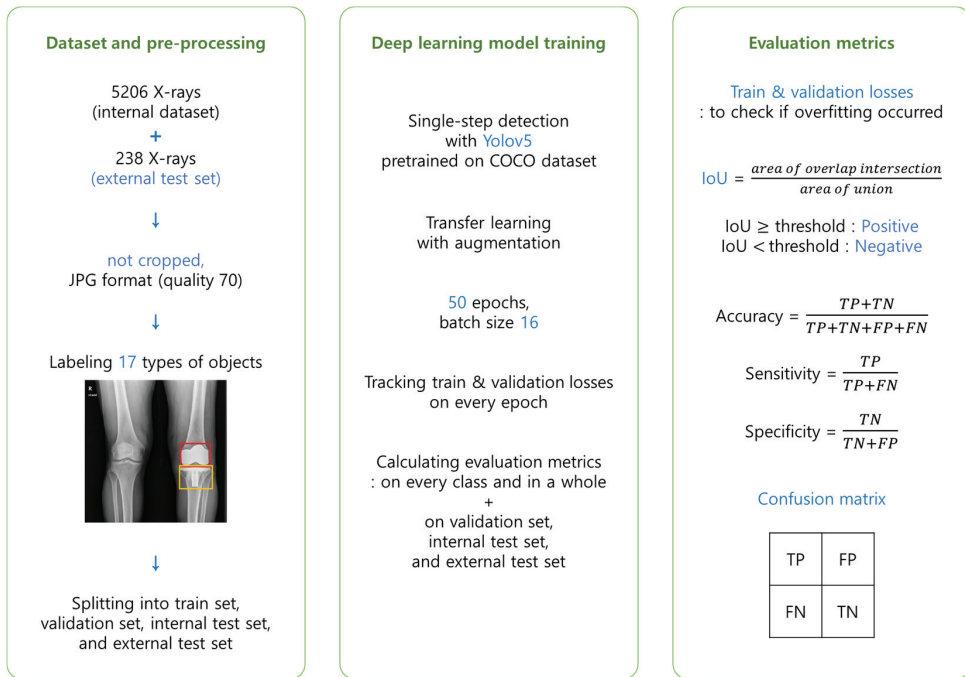 Dataset and pre-processing
5206 X-rays
(internal dataset)
+
238 X-rays
(external test set)
↓
not cropped,
JPG format (quality 70)
↓
Labeling 17 types of objects
R
↓
Splitting into train set,
validation set, internal test set,
and external test set
Deep learning model training
Single-step detection
with Yolov5
pretrained on COCO dataset
Transfer learning
with augmentation
50 epochs,
batch size 16
Tracking train & validation losses
on every epoch
Calculating evaluation metrics
: on every class and in a whole
+
on validation set,
internal test set,
and external test set
Evaluation metrics
Train & validation losses
: to check if overfitting occurred
IoU = area of overlap intersection / area of union
IoU ≥ threshold : Positive
IoU < threshold : Negative
Accuracy = TP+TN / TP+TN+FP+FN
Sensitivity = TP / TP+FN
Specificity = TN / TN+FP
Confusion matrix
TP FP
FN TN